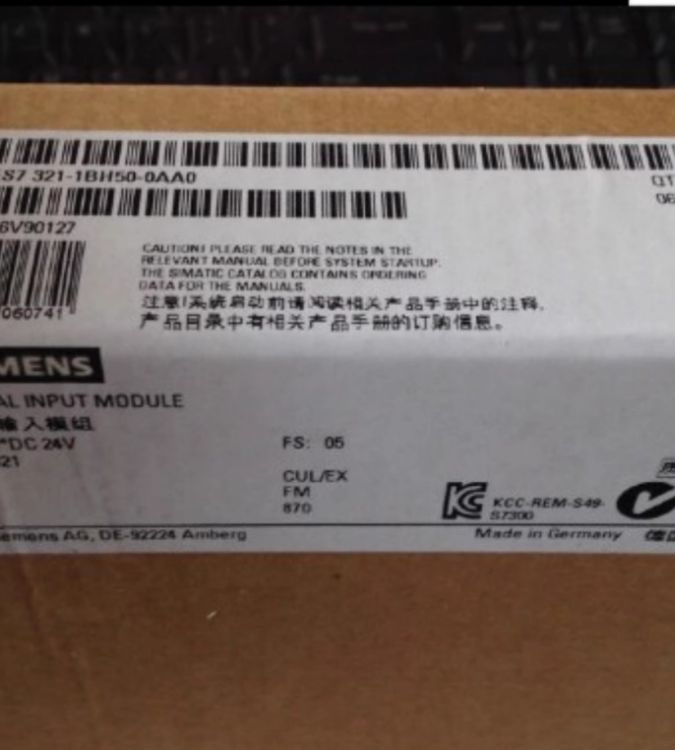 S7 321-1BH50-0AA0
QT
06
6V90127
CAUTION! PLEASE READ THE NOTES IN THE
RELEVANT MANUAL BEFORE SYSTEM STARTUP.
THE SIMATIC CATALOG CONTAINS ORDERING
DATA FOR THE MANUALS.
注意!系统启动前请阅读相关产品手册中的注释,
060741
产品目录中有相关产品手册的订购信息。
MENS
AL INPUT MODULE
输入模组
*DC 24V
FS: 05
21
CUL/EX
FM
870
KC
KCC-REM-S49-
S7300
emens AG, DE-92224 Amberg
Made in Germany